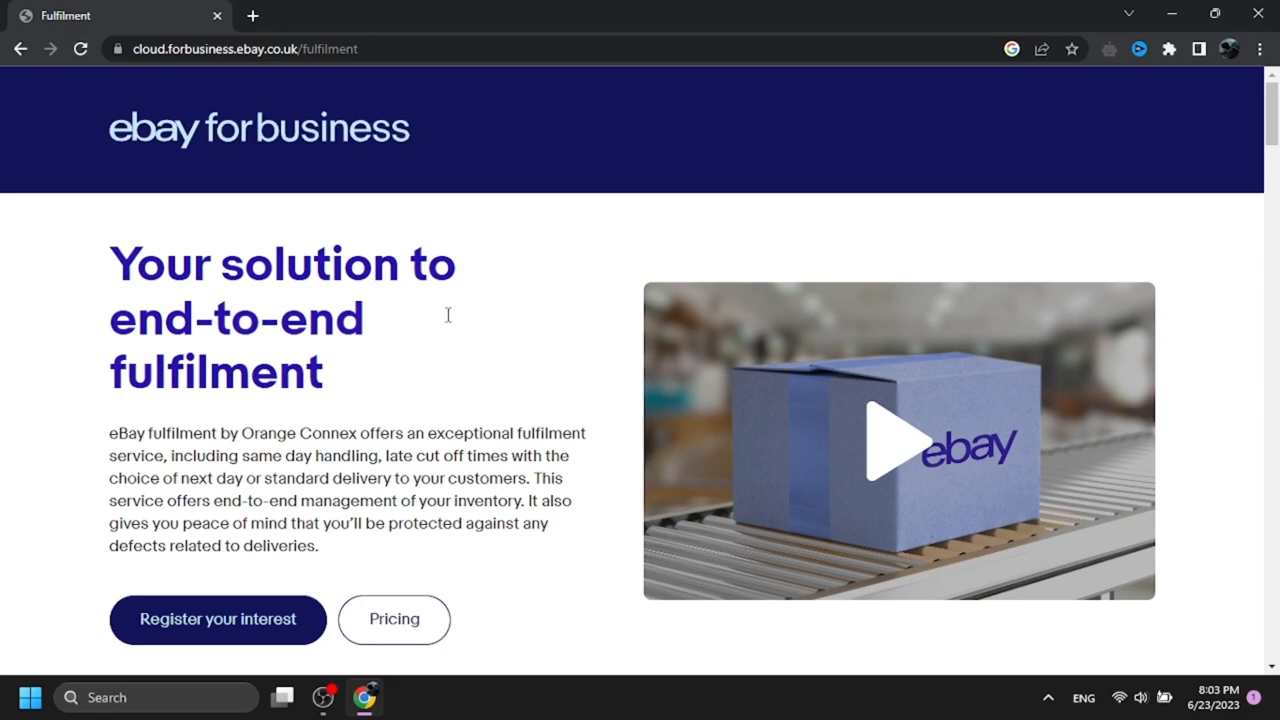 Fulfilment
cloud.forbusiness.ebay.co.uk/fulfilment
ebay for business
Your solution to
end-to-end
fulfilment
eBay fulfilment by Orange Connex offers an exceptional fulfilment
service, including same day handling, late cut off times with the
choice of next day or standard delivery to your customers. This
service offers end-to-end management of your inventory. It also
gives you peace of mind that you'll be protected against any
defects related to deliveries.
Register your interest
Pricing
ebay
Search
ENG
8:03 PM
6/23/2023
1